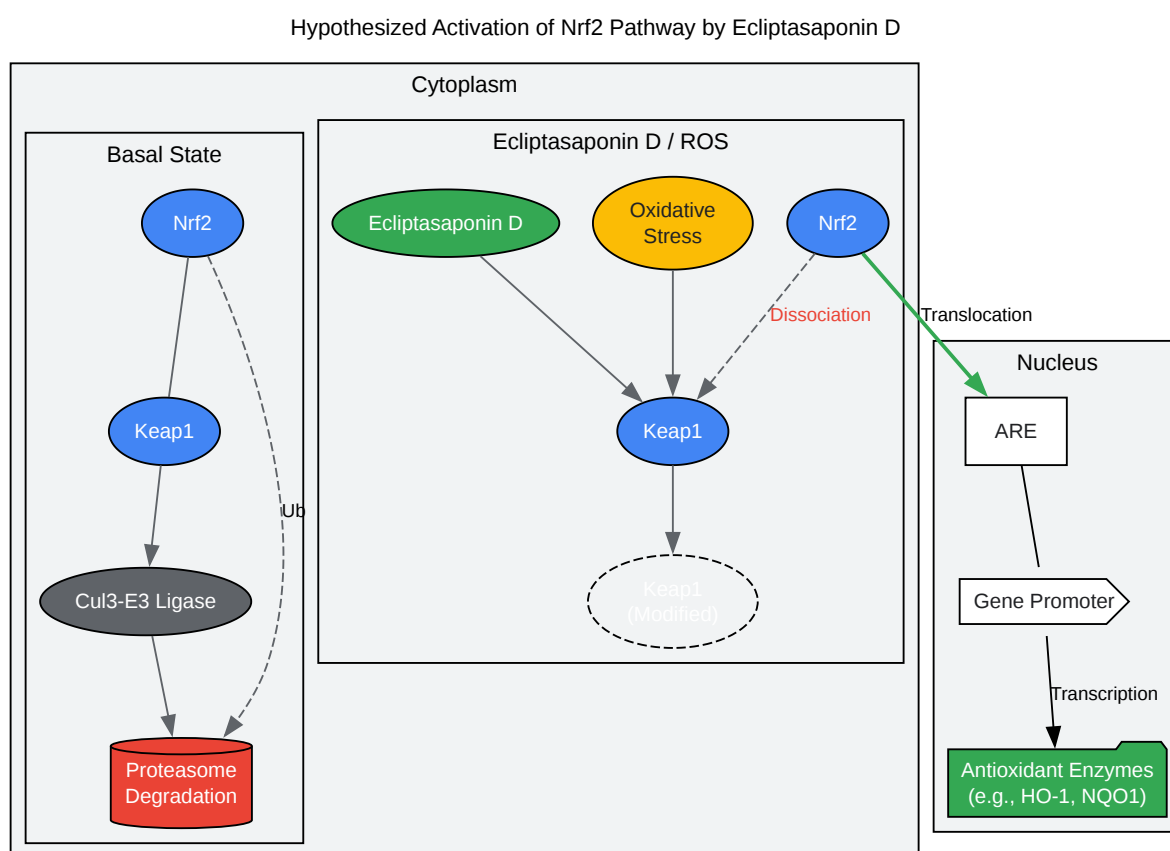 Hypothesized Activation of Nrf2 Pathway by Ecliptasaponin D
Cytoplasm
Basal State
Nrf2
Keap1
Ub
Cul3-E3 Ligase
Proteasome
Degradation
Ecliptasaponin D / ROS
Ecliptasaponin D
Oxidative
Stress
Nrf2
Dissociation
Keap1
Keap1
(Modified)
Translocation
Nucleus
ARE
Gene Promoter
Transcription
Antioxidant Enzymes
(e.g., HO-1, NQO1)